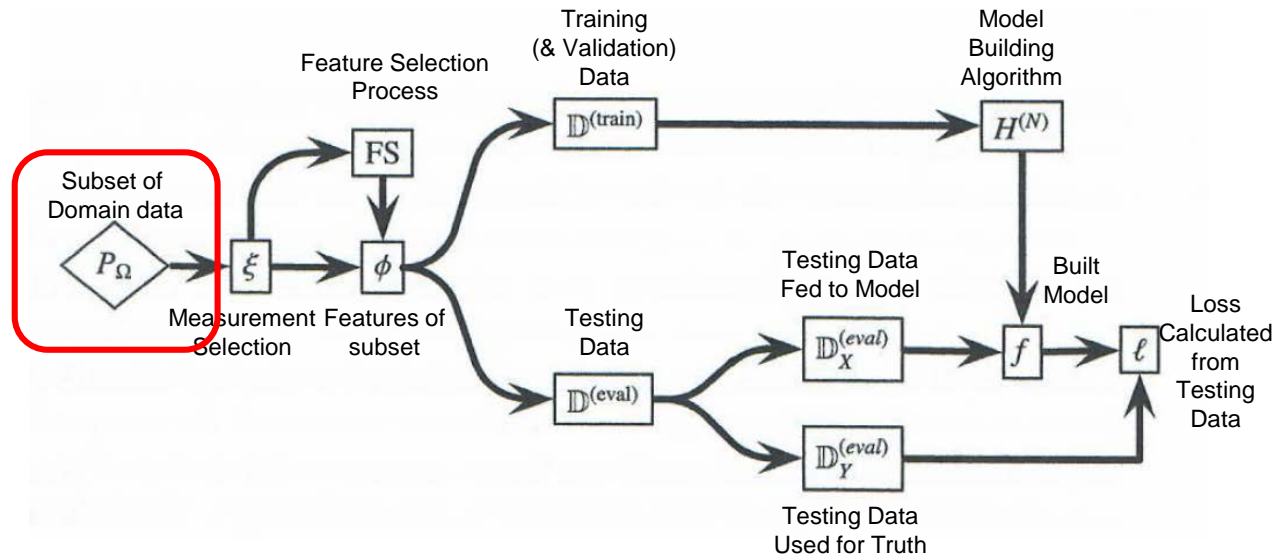 Training
(& Validation)
Data
Model
Building
Algorithm
Feature Selection
Process
𝔻(train)
H(N)
FS
Subset of
Domain data
PΩ
ξ
ϕ
Measurement
Selection
Features of
subset
Testing
Data
𝔻(eval)
Testing Data
Fed to Model
𝔻X(eval)
Built
Model
f
ℓ
Loss
Calculated
from
Testing
Data
𝔻Y(eval)
Testing Data
Used for Truth